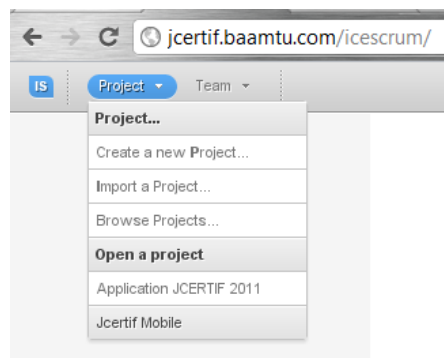 jcertif.baamtu.com/icescrum/
IS Project Team
Project...
Create a new Project...
Import a Project...
Browse Projects...
Open a project
Application JCERTIF 2011
Jcertif Mobile